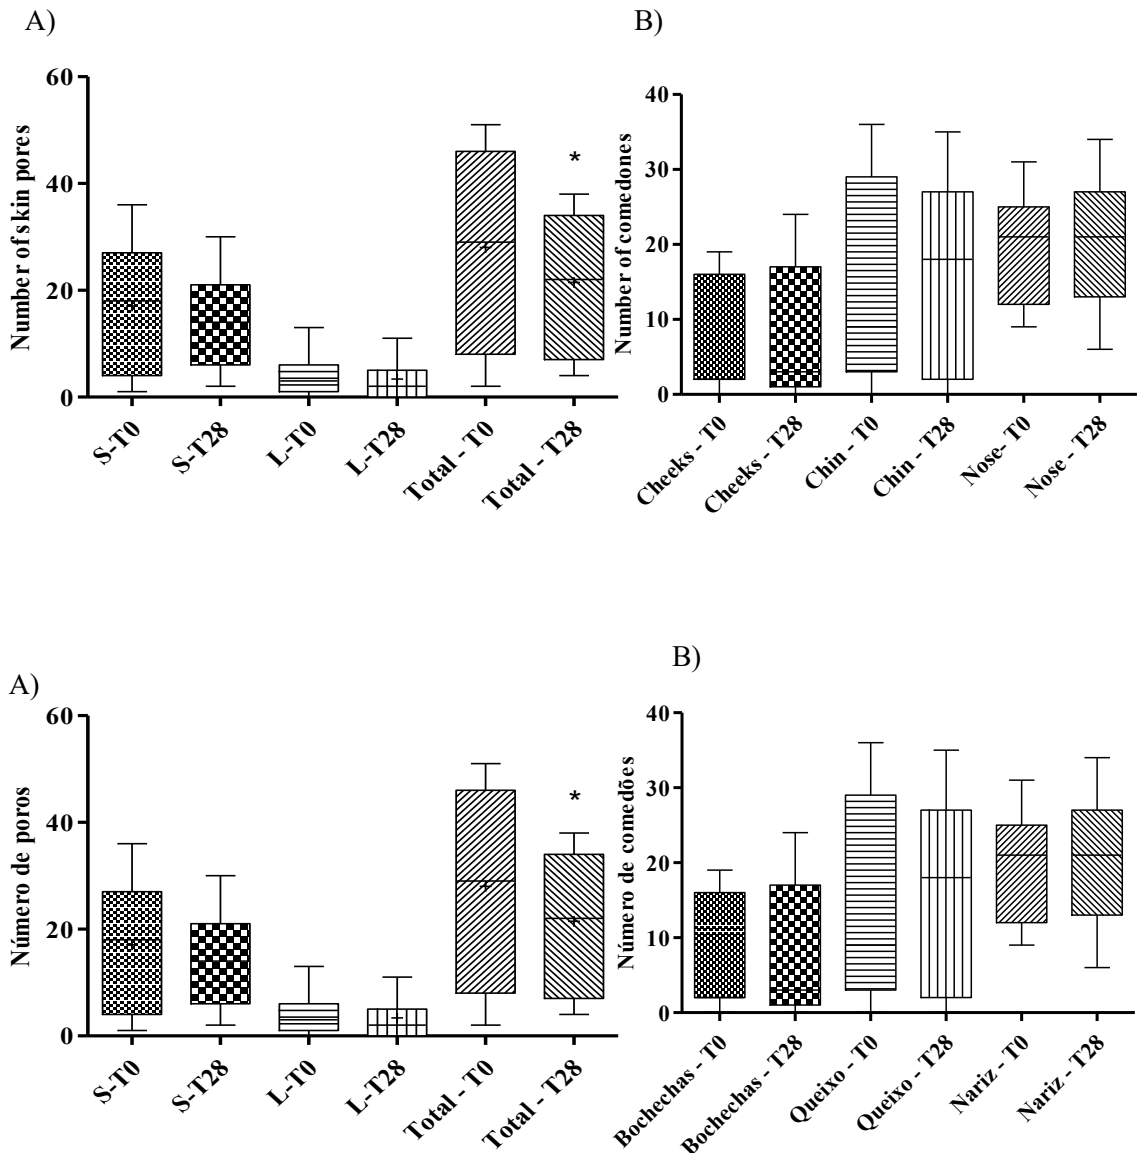 A)
Number of skin pores
60
40
20
0
*
S-T0
S-T28
L-T0
L-T28
Total - T0
Total - T28
B)
Number of comedones
40
30
20
10
0
Cheeks - T0
Cheeks - T28
Chin - T0
Chin - T28
Nose- T0
Nose - T28
A)
Número de poros
60
40
20
0
*
S-T0
S-T28
L-T0
L-T28
Total - T0
Total - T28
B)
Número de comedões
40
30
20
10
0
Bochechas - T0
Bochechas - T28
Queixo - T0
Queixo - T28
Nariz - T0
Nariz - T28